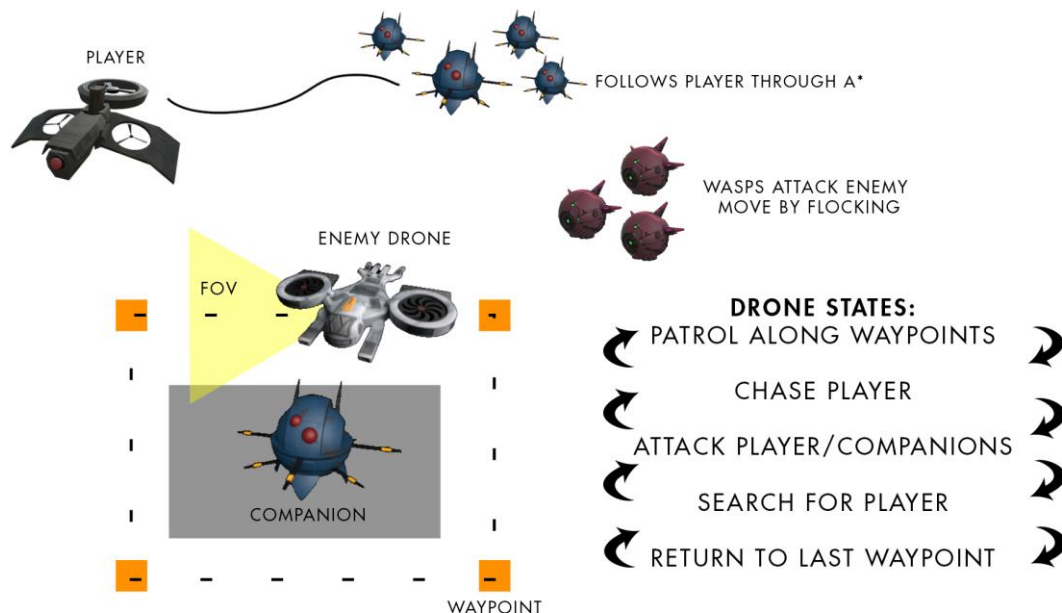 PLAYER
FOLLOWS PLAYER THROUGH A*
WASPS ATTACK ENEMY
MOVE BY FLOCKING
ENEMY DRONE
FOV
COMPANION
WAYPOINT
DRONE STATES:
PATROL ALONG WAYPOINTS
CHASE PLAYER
ATTACK PLAYER/COMPANIONS
SEARCH FOR PLAYER
RETURN TO LAST WAYPOINT